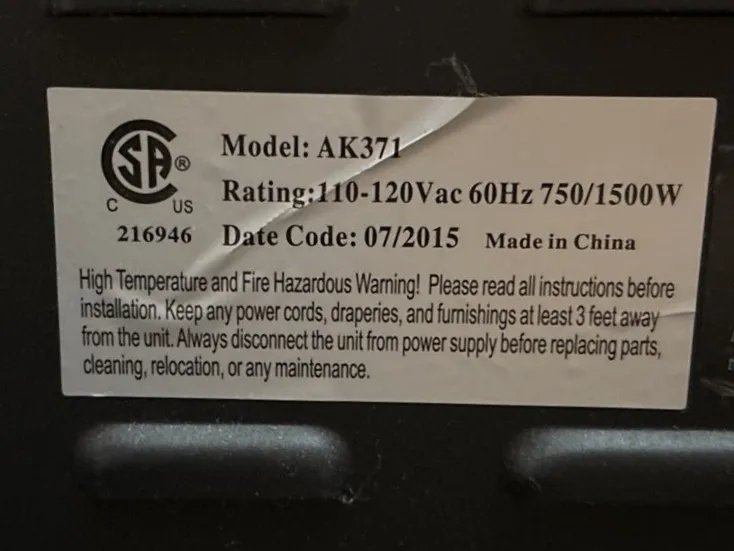 CSA®
C US
216946
Model: AK371
Rating:110-120Vac 60Hz 750/1500W
Date Code: 07/2015 Made in China
High Temperature and Fire Hazardous Warning! Please read all instructions before
installation. Keep any power cords, draperies, and furnishings at least 3 feet away
from the unit. Always disconnect the unit from power supply before replacing parts,
cleaning, relocation, or any maintenance.